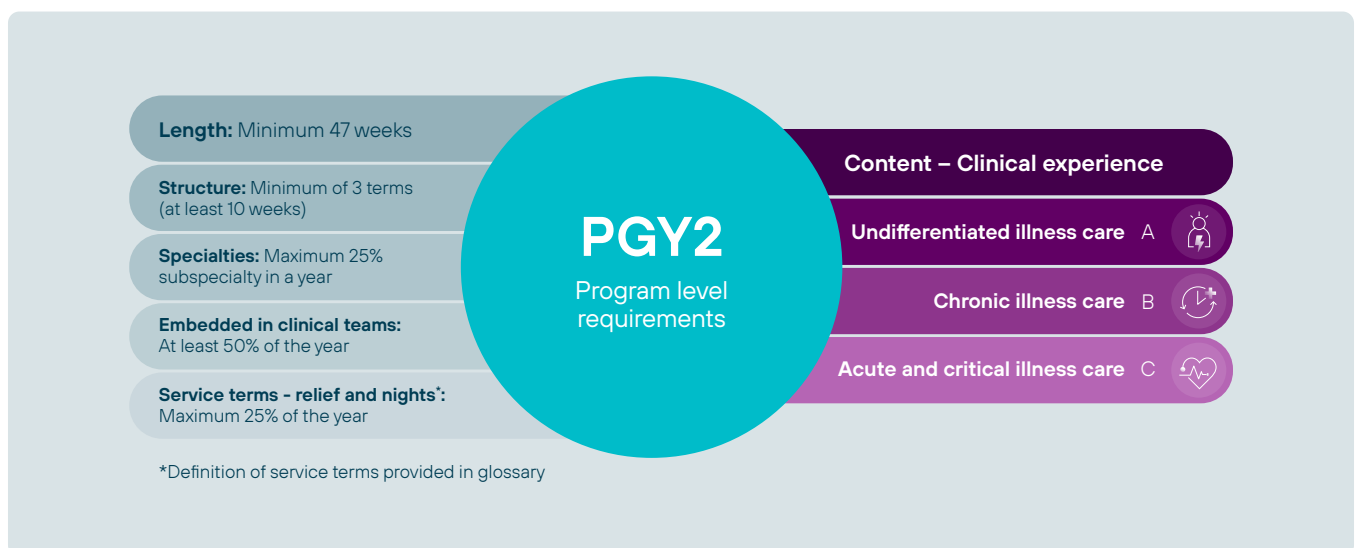 Length: Minimum 47 weeks
Structure: Minimum of 3 terms
(at least 10 weeks)
Specialties: Maximum 25%
subspecialty in a year
Embedded in clinical teams:
At least 50% of the year
Service terms - relief and nights*:
Maximum 25% of the year
*Definition of service terms provided in glossary
PGY2
Program level
requirements
Content – Clinical experience
Undifferentiated illness care A
Chronic illness care B
Acute and critical illness care C